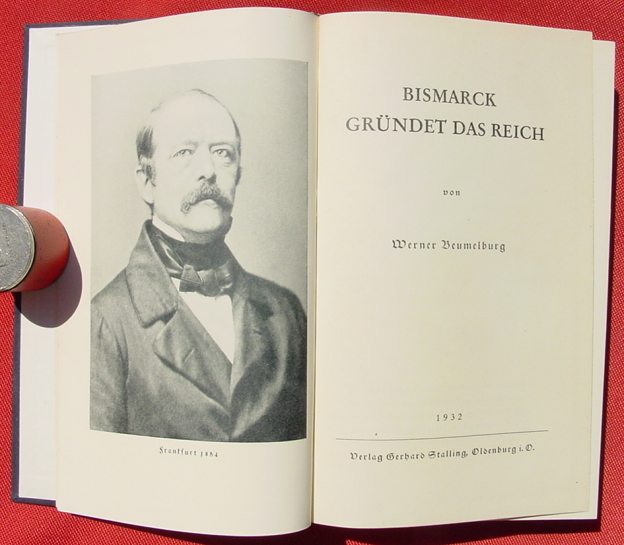 Frankfurt 1854
BISMARCK
GRÜNDET DAS REICH
von
Werner Beumelburg
1932
Verlag Gerhard Stalling, Oldenburg i. O.